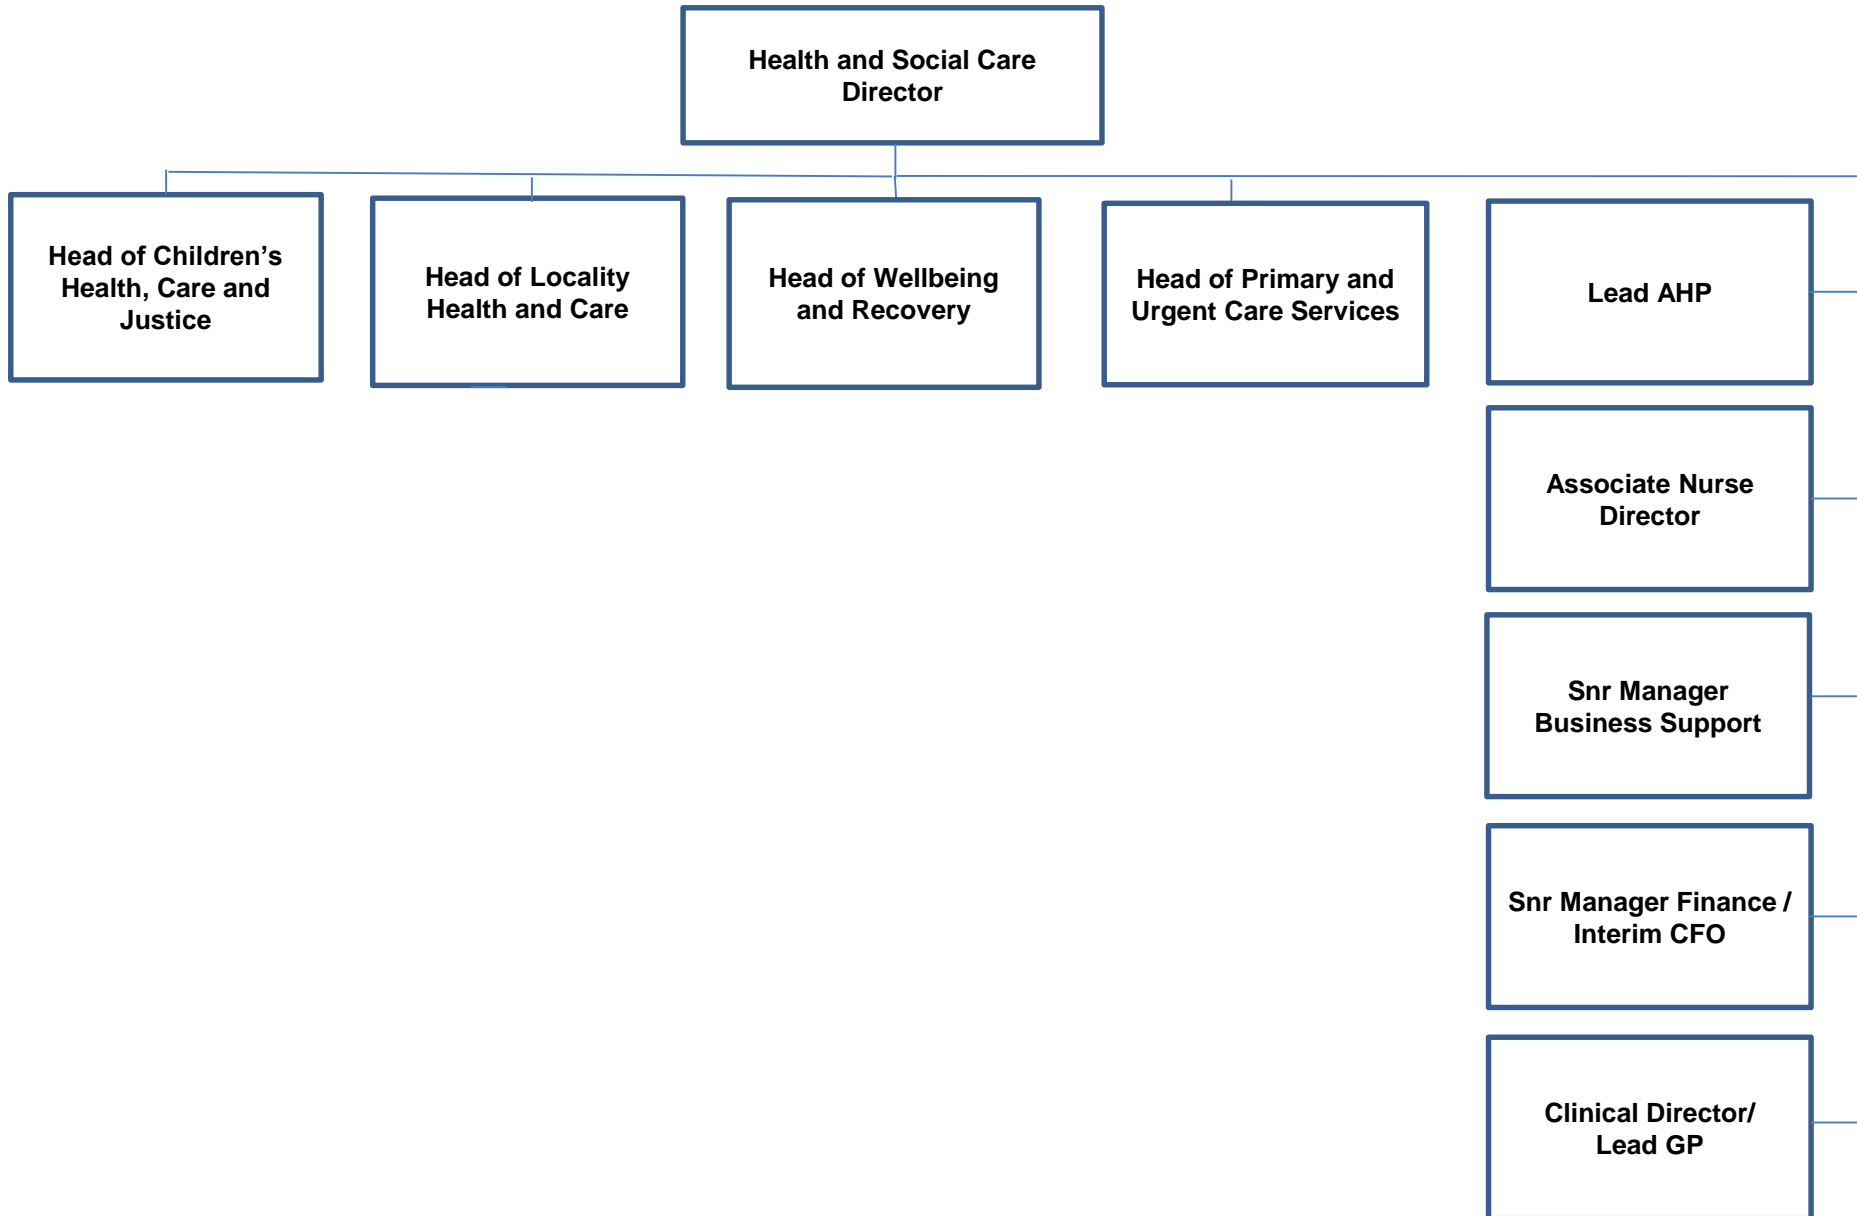 Health and Social Care
Director
Head of Children’s
Health, Care and
Justice
Head of Locality
Health and Care
Head of Wellbeing
and Recovery
Head of Primary and
Urgent Care Services
Lead AHP
Associate Nurse
Director
Snr Manager
Business Support
Snr Manager Finance /
Interim CFO
Clinical Director/
Lead GP